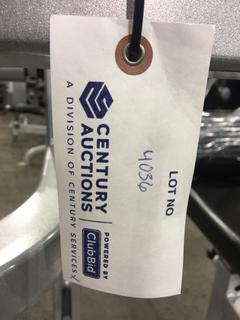 CENTURY
AUCTIONS
A DIVISION OF CENTURY SERVICES
POWERED BY
ClubBid
LOT NO
4036